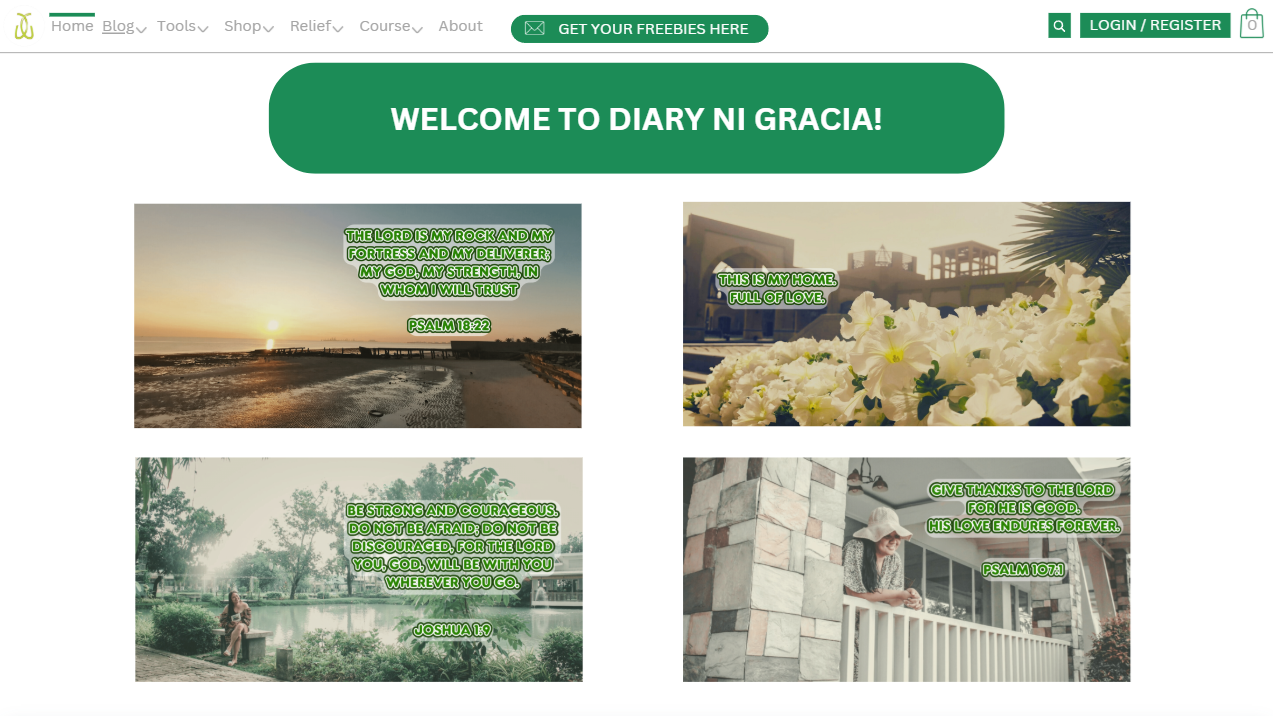 Home Blog Tools Shop Relief Course About GET YOUR FREEBIES HERE LOGIN / REGISTER 0
WELCOME TO DIARY NI GRACIA!
THE LORD IS MY ROCK AND MY
FORTRESS AND MY DELIVERER;
MY GOD, MY STRENGTH, IN
WHOM I WILL TRUST
PSALM 18:22
THIS IS MY HOME.
FULL OF LOVE.
BE STRONG AND COURAGEOUS.
DO NOT BE AFRAID; DO NOT BE
DISCOURAGED, FOR THE LORD
YOU, GOD, WILL BE WITH YOU
WHEREVER YOU GO.
JOSHUA 1:9
GIVE THANKS TO THE LORD
FOR HE IS GOOD.
HIS LOVE ENDURES FOREVER.
PSALM 107:1